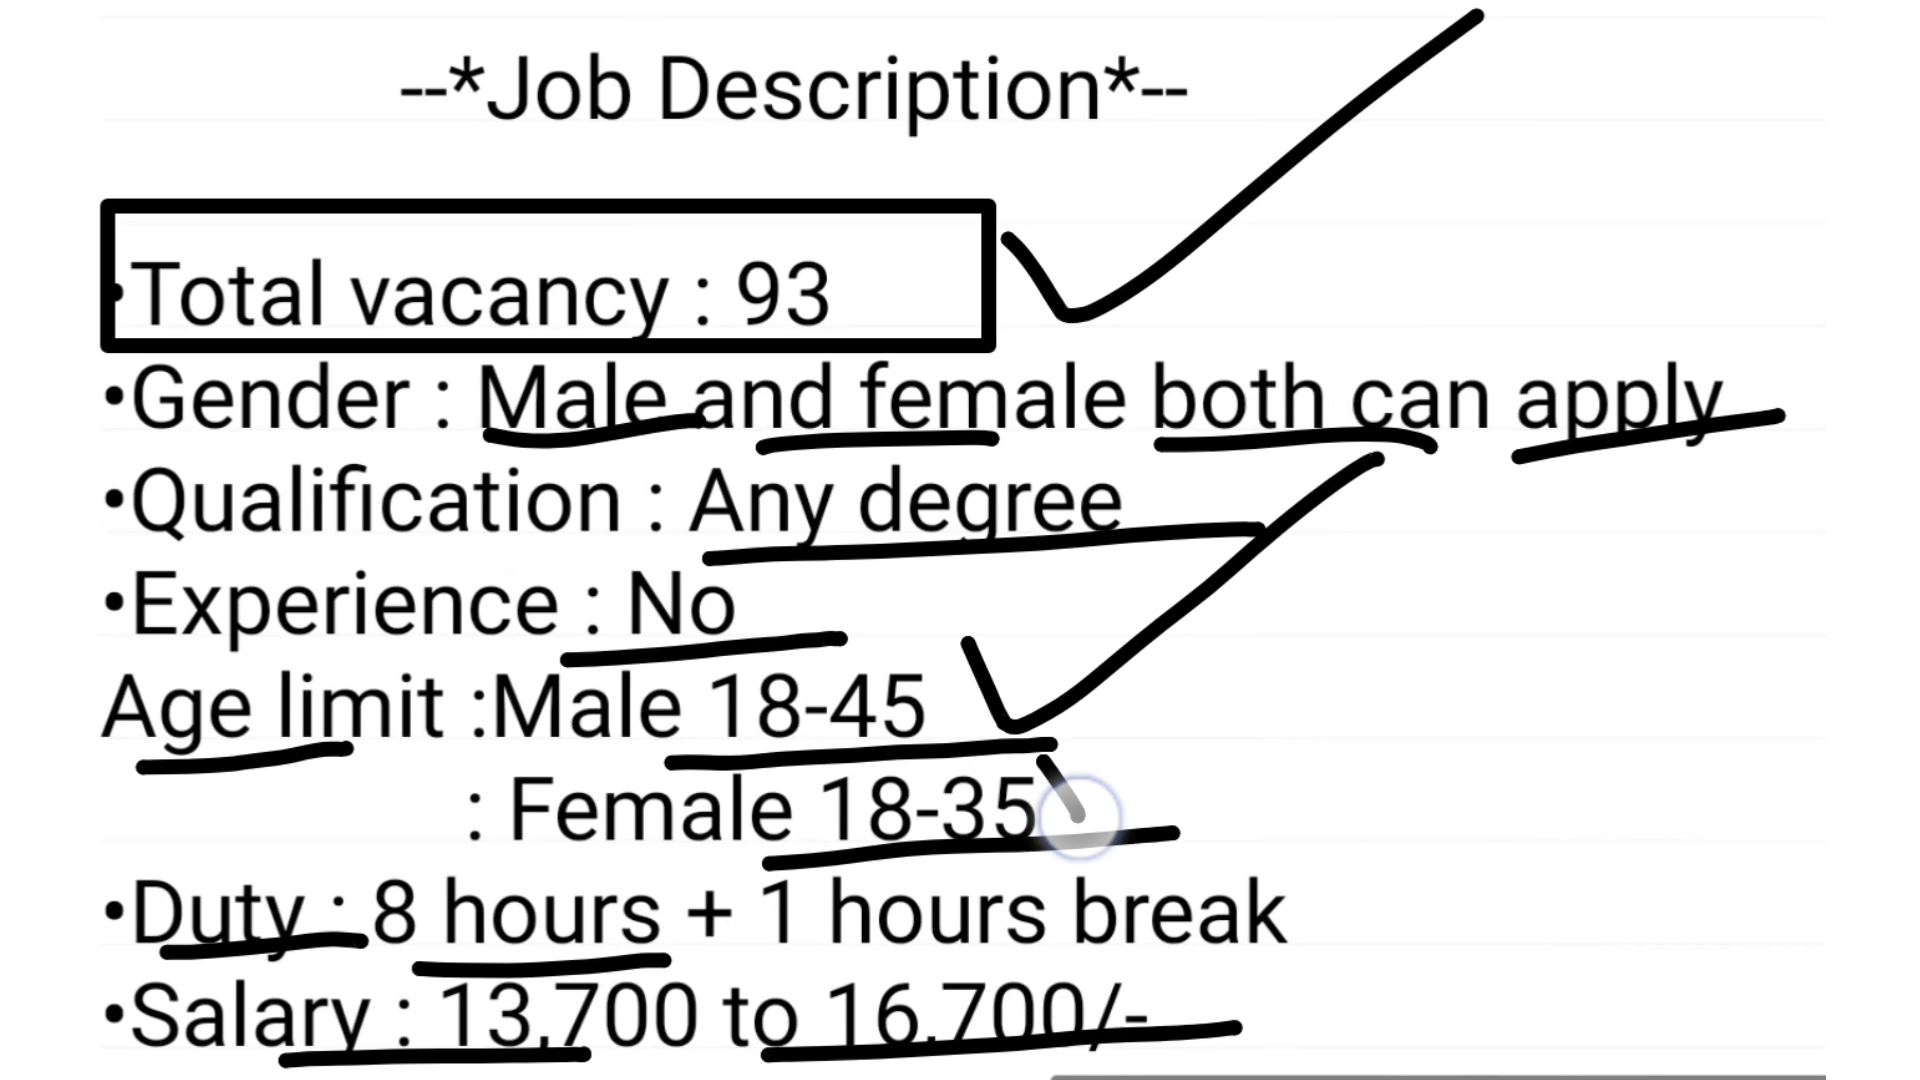 --*Job Description*--
•Total vacancy : 93
•Gender : Male and female both can apply
•Qualification : Any degree
•Experience : No
Age limit :Male 18-45
: Female 18-35
•Duty : 8 hours + 1 hours break
•Salary : 13,700 to 16,700/-